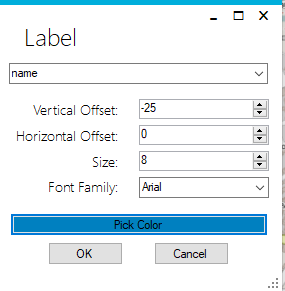 Label
name
Vertical Offset: -25
Horizontal Offset: 0
Size: 8
Font Family: Arial
Pick Color
OK Cancel